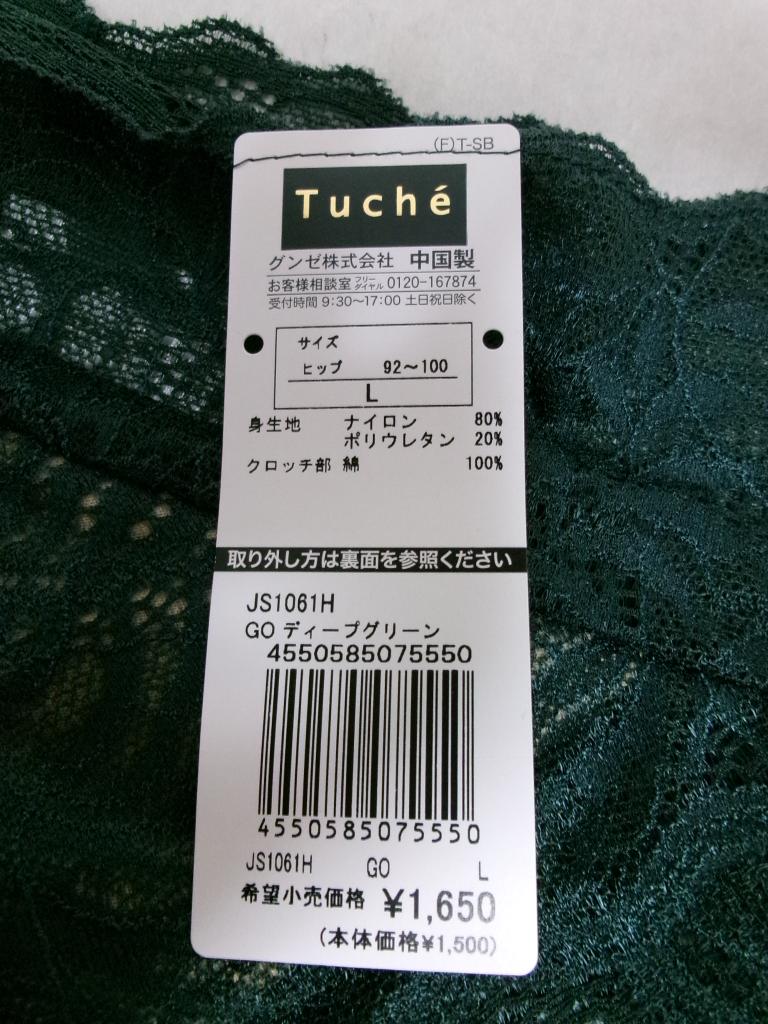 (F)T-SB
Tuché
グンゼ株式会社 中国製
お客様相談室 フリーダイヤル 0120-167874
受付時間 9:30〜17:00 土日祝日除く
サイズ
ヒップ 92〜100
L
身生地 ナイロン 80%
ポリウレタン 20%
クロッチ部 綿 100%
取り外し方は裏面を参照ください
JS1061H
GO ディープグリーン
4550585075550
4550585075550
JS1061H GO L
希望小売価格 ¥1,650
(本体価格¥1,500)